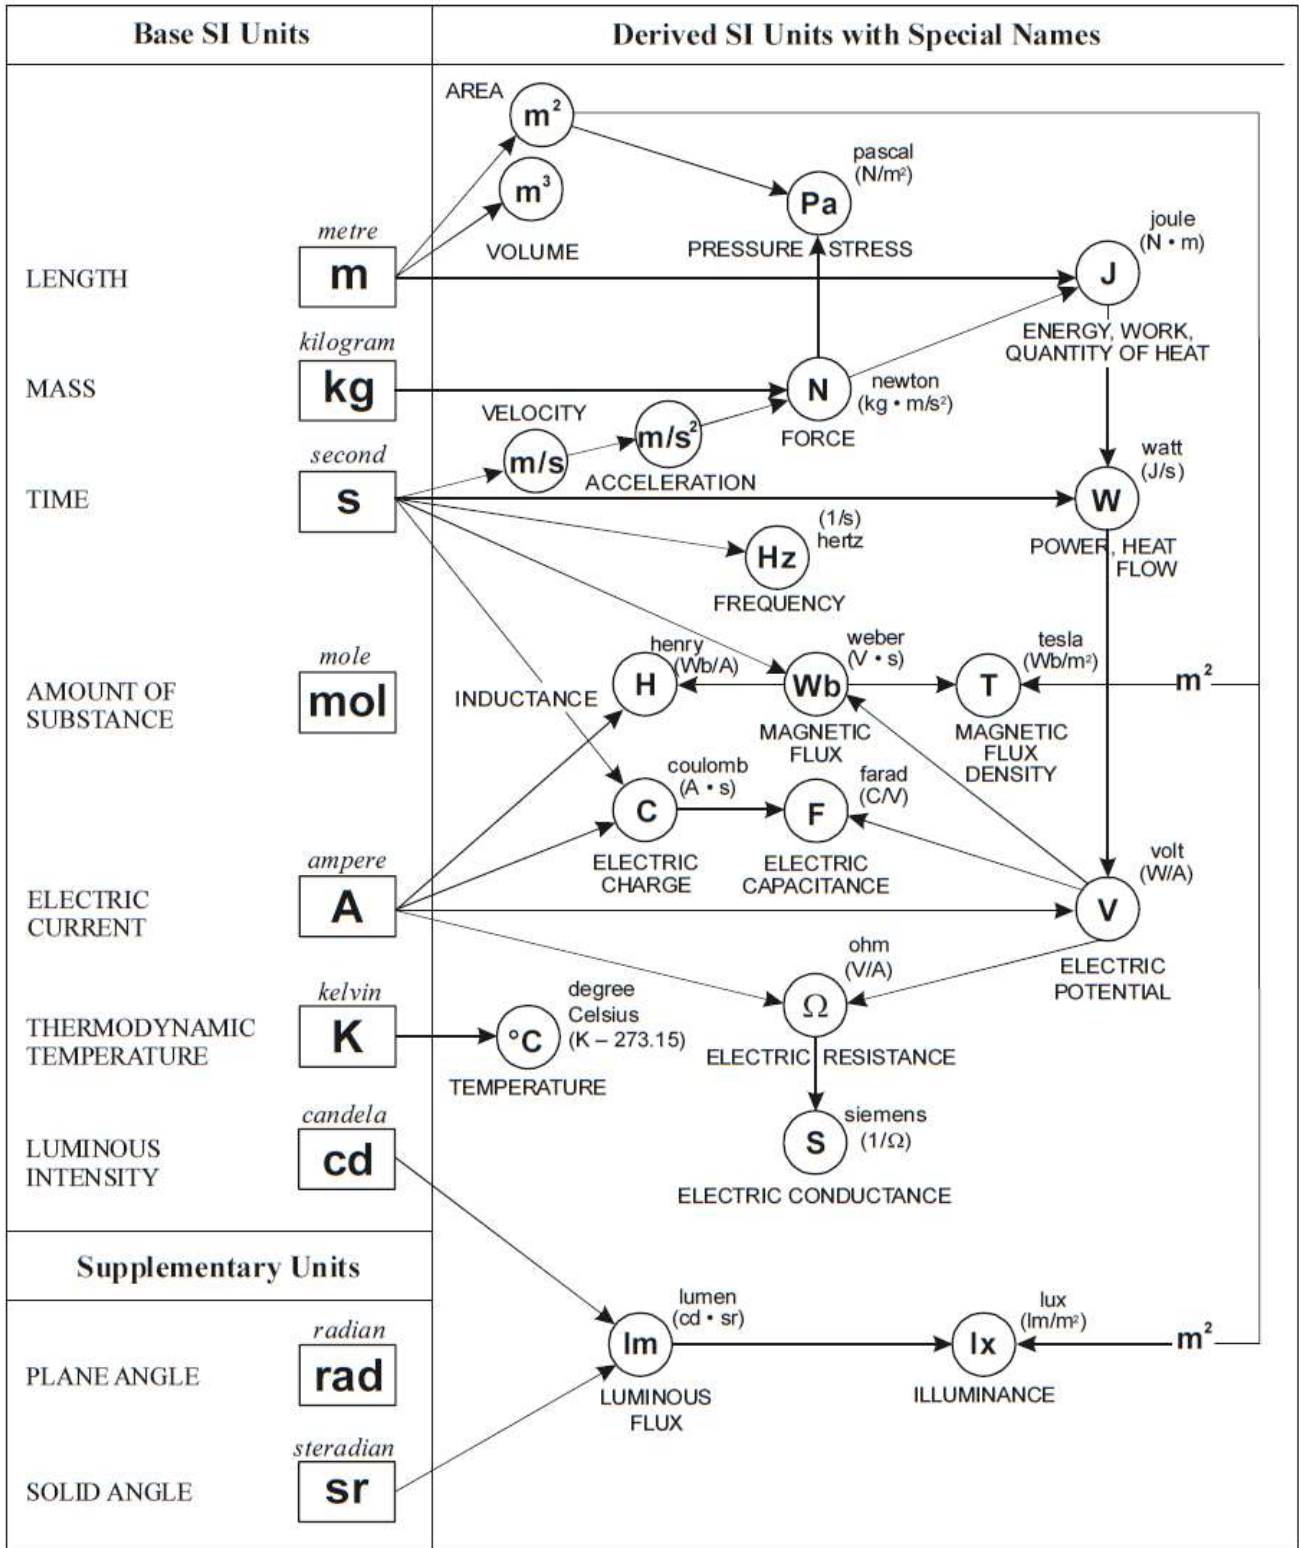 Base SI Units
Derived SI Units with Special Names
AREA
m²
m³
VOLUME
pascal
(N/m²)
Pa
PRESSURE STRESS
joule
(N • m)
J
ENERGY, WORK,
QUANTITY OF HEAT
LENGTH
metre
m
MASS
kilogram
kg
N
newton
(kg • m/s²)
FORCE
VELOCITY
m/s
m/s²
ACCELERATION
TIME
second
s
watt
(J/s)
W
POWER, HEAT
FLOW
(1/s)
hertz
Hz
FREQUENCY
AMOUNT OF
SUBSTANCE
mole
mol
INDUCTANCE
henry
(Wb/A)
H
weber
(V • s)
Wb
MAGNETIC
FLUX
tesla
(Wb/m²)
T
MAGNETIC
FLUX
DENSITY
m²
coulomb
(A • s)
C
ELECTRIC
CHARGE
farad
(C/V)
F
ELECTRIC
CAPACITANCE
ELECTRIC
CURRENT
ampere
A
volt
(W/A)
V
ELECTRIC
POTENTIAL
ohm
(V/A)
Ω
ELECTRIC RESISTANCE
THERMODYNAMIC
TEMPERATURE
kelvin
K
°C
degree
Celsius
(K – 273.15)
TEMPERATURE
siemens
(1/Ω)
S
ELECTRIC CONDUCTANCE
LUMINOUS
INTENSITY
candela
cd
Supplementary Units
PLANE ANGLE
radian
rad
lumen
(cd • sr)
lm
LUMINOUS
FLUX
lux
(lm/m²)
lx
ILLUMINANCE
m²
SOLID ANGLE
steradian
sr